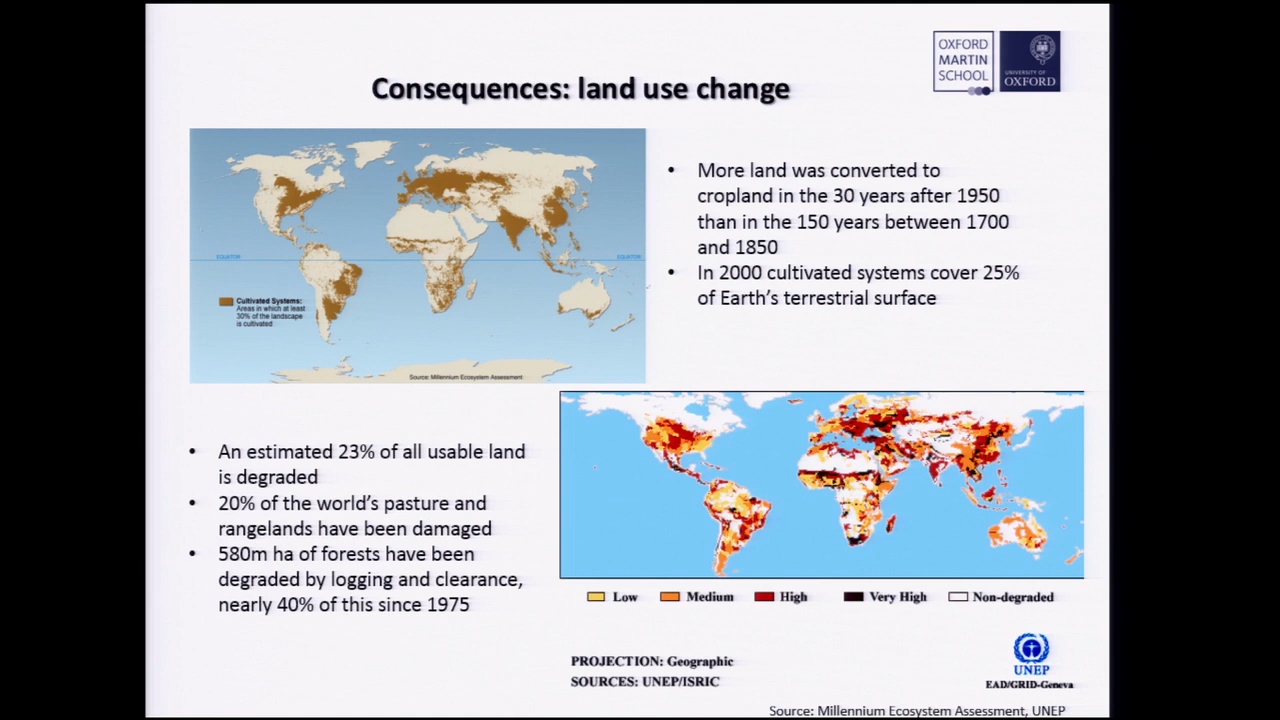 OXFORD
MARTIN
SCHOOL
UNIVERSITY OF
OXFORD
Consequences: land use change
EQUATOR
EQUATOR
Cultivated Systems:
Areas in which at least
30% of the landscape
is cultivated
Source: Millennium Ecosystem Assessment
• More land was converted to
cropland in the 30 years after 1950
than in the 150 years between 1700
and 1850
• In 2000 cultivated systems cover 25%
of Earth's terrestrial surface
• An estimated 23% of all usable land
is degraded
• 20% of the world's pasture and
rangelands have been damaged
• 580m ha of forests have been
degraded by logging and clearance,
nearly 40% of this since 1975
Low Medium High Very High Non-degraded
PROJECTION: Geographic
SOURCES: UNEP/ISRIC
UNEP
EAD/GRID-Geneva
Source: Millennium Ecosystem Assessment, UNEP